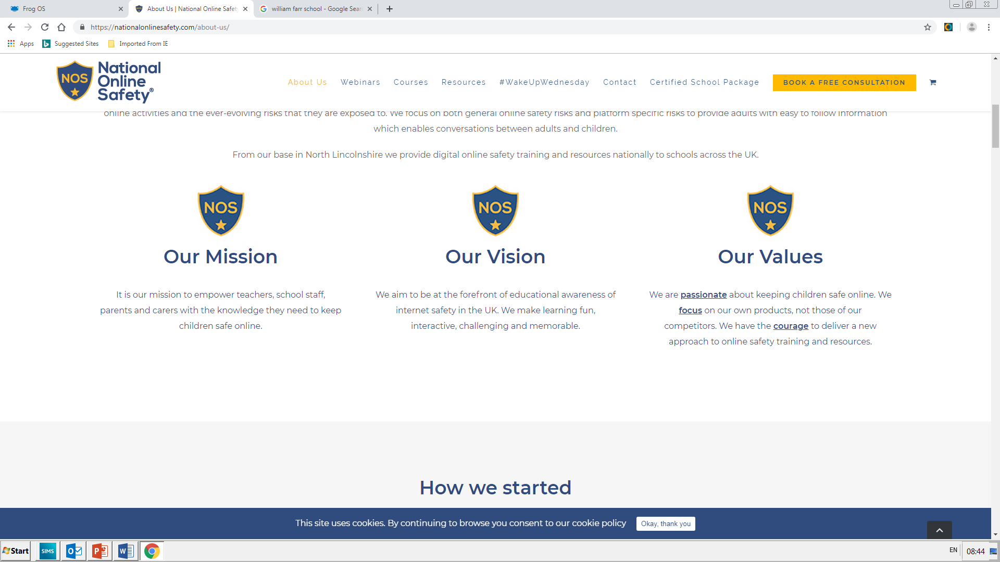 Frog OS
About Us | National Online Safety
william farr school - Google Sear
https://nationalonlinesafety.com/about-us/
Apps
Suggested Sites
Imported From IE
NOS
National
Online
Safety®
About Us
Webinars
Courses
Resources
#WakeUpWednesday
Contact
Certified School Package
BOOK A FREE CONSULTATION
online activities and the ever-evolving risks that they are exposed to. We focus on both general online safety risks and platform specific risks to provide adults with easy to follow information
which enables conversations between adults and children.
From our base in North Lincolnshire we provide digital online safety training and resources nationally to schools across the UK.
NOS
Our Mission
It is our mission to empower teachers, school staff,
parents and carers with the knowledge they need to keep
children safe online.
NOS
Our Vision
We aim to be at the forefront of educational awareness of
internet safety in the UK. We make learning fun,
interactive, challenging and memorable.
NOS
Our Values
We are passionate about keeping children safe online. We
focus on our own products, not those of our
competitors. We have the courage to deliver a new
approach to online safety training and resources.
How we started
This site uses cookies. By continuing to browse you consent to our cookie policy
Okay, thank you
Start
SIMS
EN
08:44